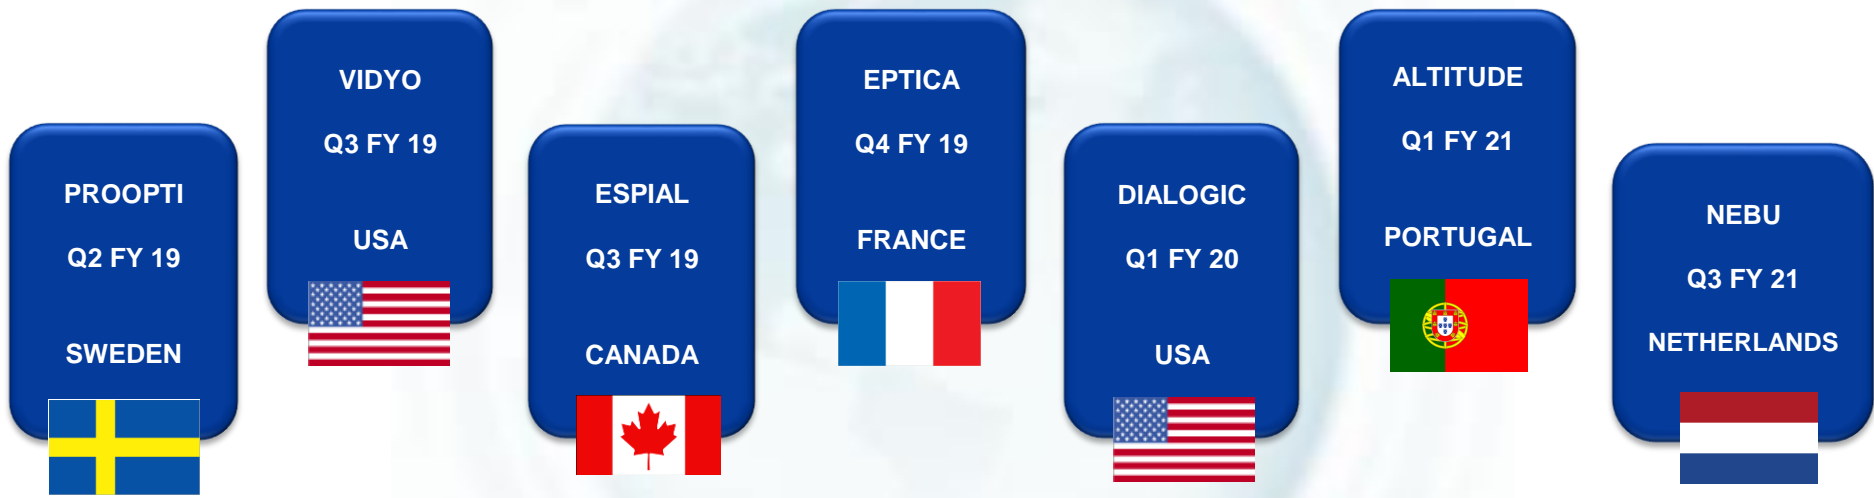 PROOPTI
Q2 FY 19
SWEDEN
VIDYO
Q3 FY 19
USA
ESPIAL
Q3 FY 19
CANADA
EPTICA
Q4 FY 19
FRANCE
DIALOGIC
Q1 FY 20
USA
ALTITUDE
Q1 FY 21
PORTUGAL
NEBU
Q3 FY 21
NETHERLANDS